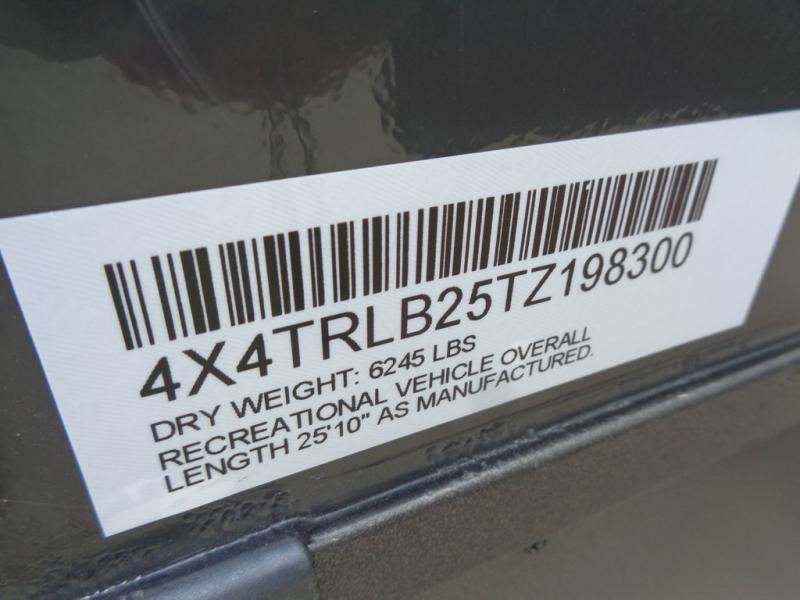 4X4TRLB25TZ198300
DRY WEIGHT: 6245 LBS
RECREATIONAL VEHICLE OVERALL
LENGTH 25'10" AS MANUFACTURED.